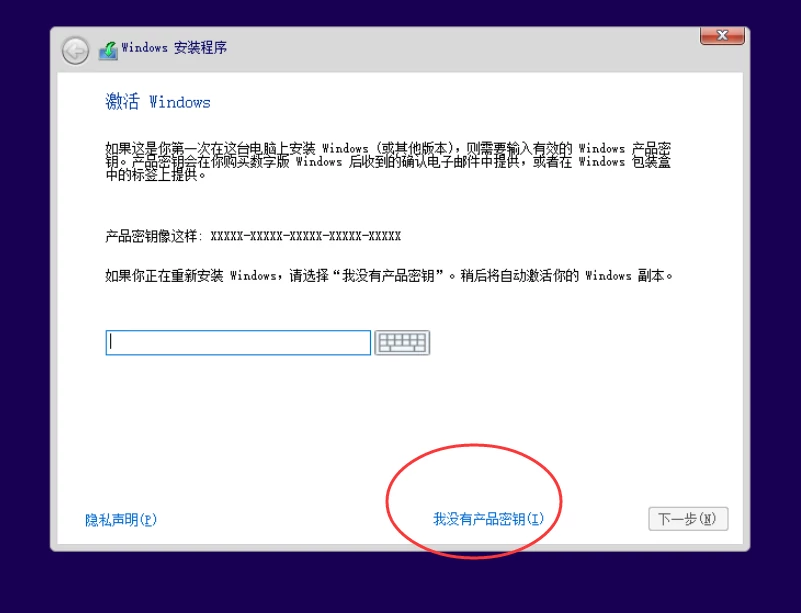 Windows 安装程序
激活 Windows
如果这是你第一次在这台电脑上安装 Windows (或其他版本)，则需要输入有效的 Windows 产品密
钥。产品密钥会在你购买数字版 Windows 后收到的确认电子邮件中提供，或者在 Windows 包装盒
中的标签上提供。
产品密钥像这样: XXXXX-XXXXX-XXXXX-XXXXX-XXXXX
如果你正在重新安装 Windows，请选择“我没有产品密钥”。稍后将自动激活你的 Windows 副本。
隐私声明(P) 我没有产品密钥(I) 下一步(N)